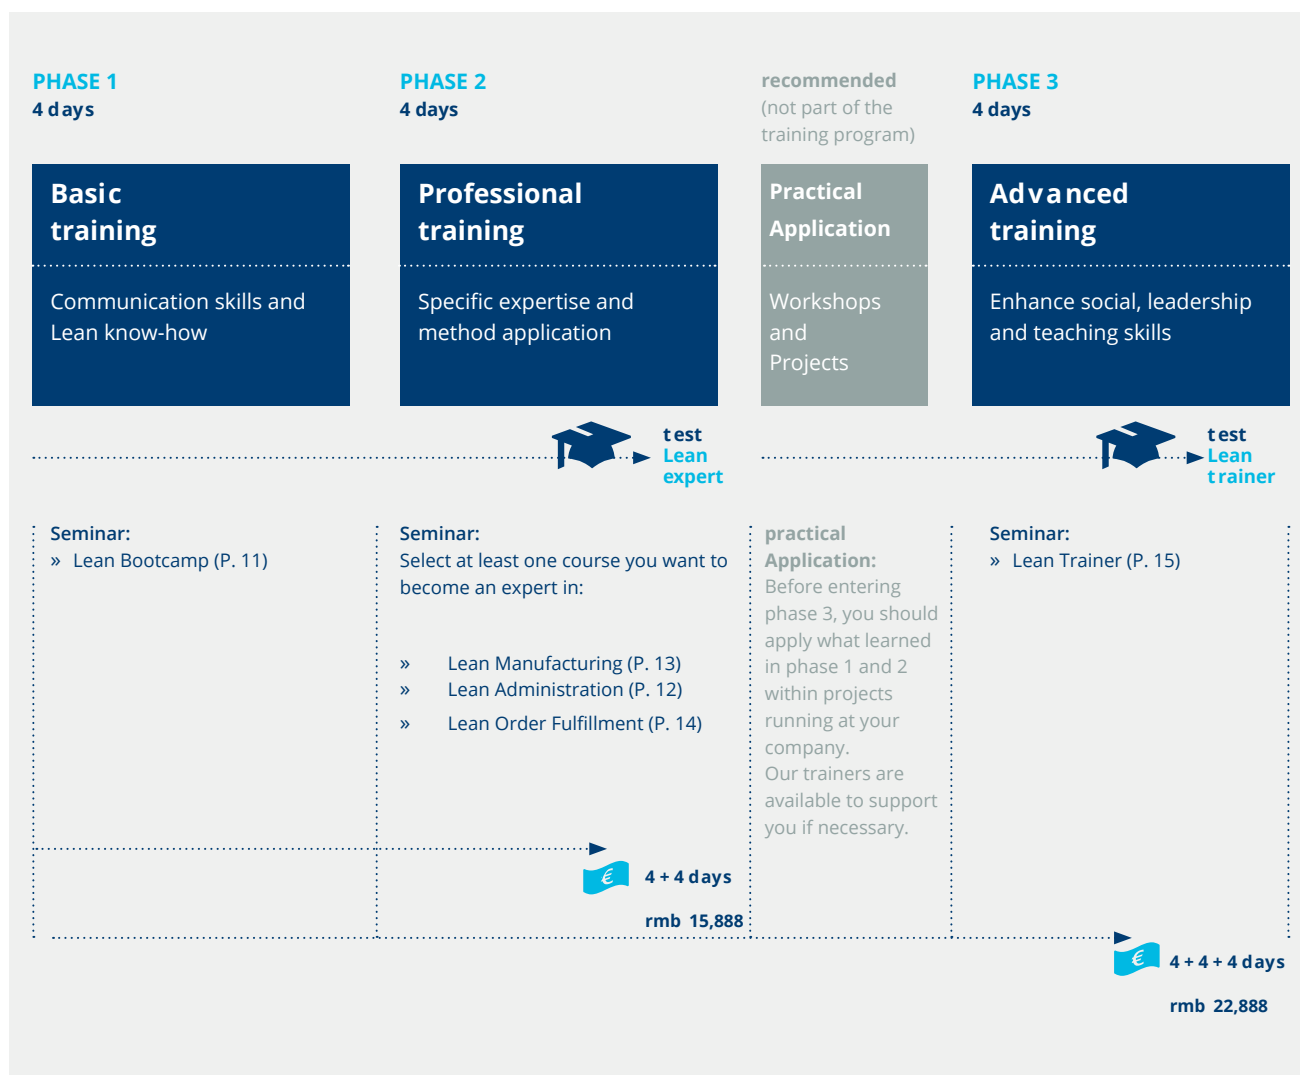 PHASE 1
4 days
PHASE 2
4 days
recommended
(not part of the
training program)
PHASE 3
4 days
Basic
training
Communication skills and
Lean know-how
Professional
training
Specific expertise and
method application
Practical
Application
Workshops
and
Projects
Advanced
training
Enhance social, leadership
and teaching skills
test
Lean
expert
test
Lean
trainer
Seminar:
» Lean Bootcamp (P. 11)
Seminar:
Select at least one course you want to
become an expert in:
» Lean Manufacturing (P. 13)
» Lean Administration (P. 12)
» Lean Order Fulfillment (P. 14)
practical
Application:
Before entering
phase 3, you should
apply what learned
in phase 1 and 2
within projects
running at your
company.
Our trainers are
available to support
you if necessary.
Seminar:
» Lean Trainer (P. 15)
€
4 + 4 days
rmb 15,888
€
4 + 4 + 4 days
rmb 22,888